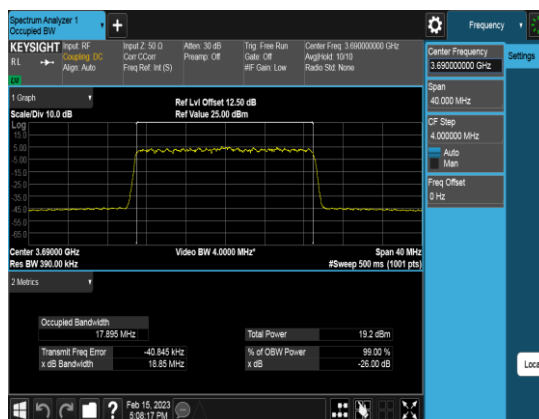 Spectrum Analyzer 1
Occupied BW
+
Frequency
KEYSIGHT
RL
Input: RF
Coupling: DC
Align: Auto
Input Z: 50 Ω
Corr CCorr
Freq Ref: Int (S)
Atten: 30 dB
Preamp: Off
Trig: Free Run
Gate: Off
#IF Gain: Low
Center Freq: 3.690000000 GHz
Avg|Hold: 10/10
Radio Std: None
Center Frequency
3.690000000 GHz
Settings
Span
40.000 MHz
CF Step
4.000000 MHz
Auto
Man
Freq Offset
0 Hz
1 Graph
Scale/Div 10.0 dB
Ref Lvl Offset 12.50 dB
Ref Value 25.00 dBm
Log
15.0
5.00
-5.00
-15.0
-25.0
-35.0
-45.0
-55.0
-65.0
Center 3.69000 GHz
Res BW 390.00 kHz
Video BW 4.0000 MHz*
Span 40 MHz
#Sweep 500 ms (1001 pts)
2 Metrics
Occupied Bandwidth
17.895 MHz
Total Power 19.2 dBm
Transmit Freq Error -40.845 kHz
% of OBW Power 99.00 %
x dB Bandwidth 18.85 MHz
x dB -26.00 dB
Loca
?
Feb 15, 2023
5:08:17 PM